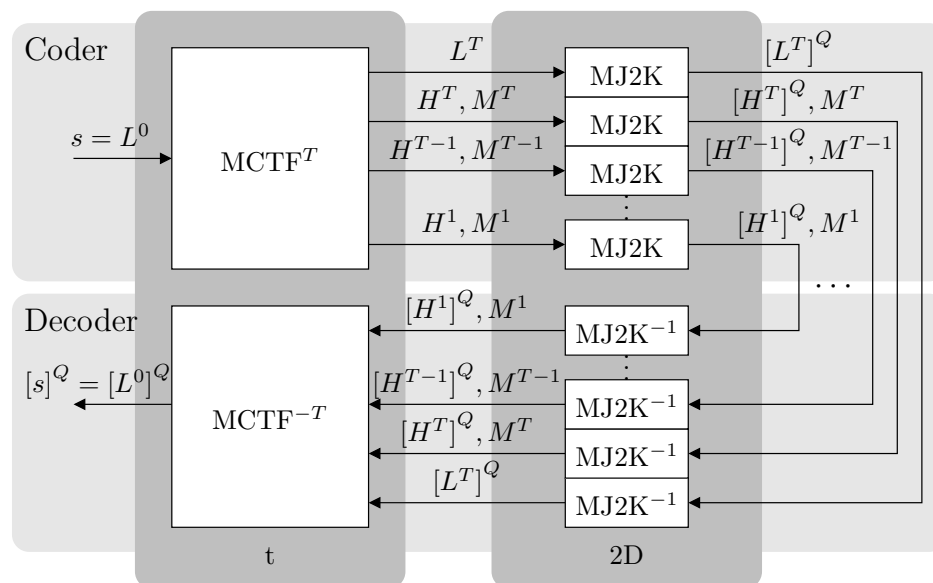 Coder
s = L^0
MCTF^T
L^T
H^T, M^T
H^{T-1}, M^{T-1}
H^1, M^1
MJ2K
MJ2K
MJ2K
⋮
MJ2K
[L^T]^Q
[H^T]^Q, M^T
[H^{T-1}]^Q, M^{T-1}
[H^1]^Q, M^1
...
Decoder
[s]^Q = [L^0]^Q
MCTF^{-T}
[H^1]^Q, M^1
[H^{T-1}]^Q, M^{T-1}
[H^T]^Q, M^T
[L^T]^Q
MJ2K^{-1}
⋮
MJ2K^{-1}
MJ2K^{-1}
MJ2K^{-1}
t
2D